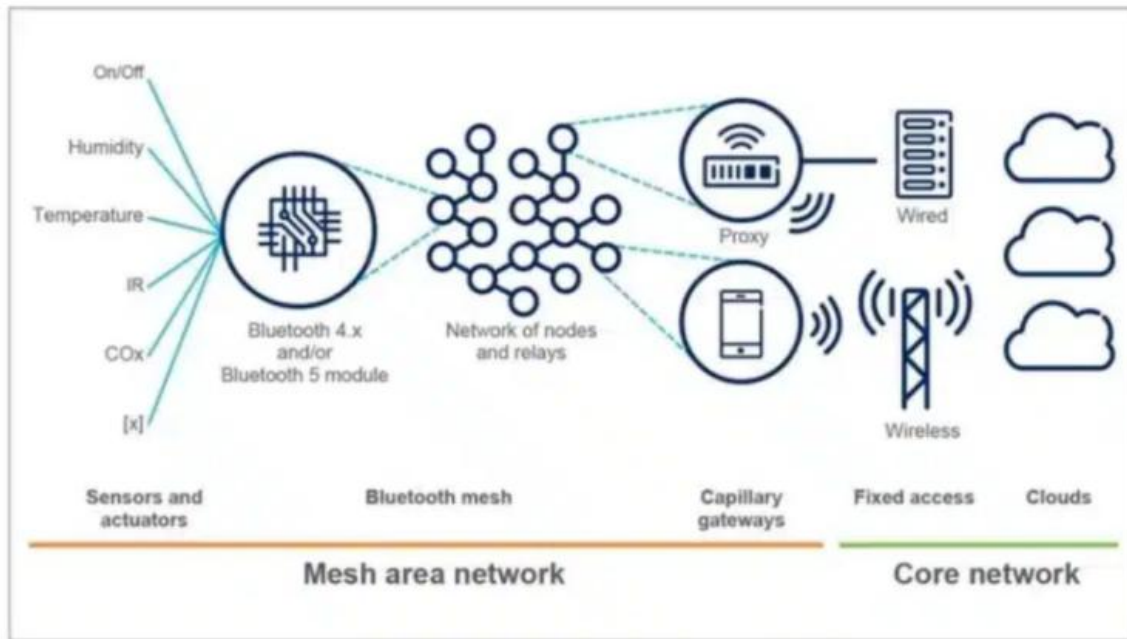 On/Off
Humidity
Temperature
IR
COx
[x]
Bluetooth 4.x
and/or
Bluetooth 5 module
Network of nodes
and relays
Proxy
Wired
Wireless
Sensors and
actuators
Bluetooth mesh
Capillary
gateways
Fixed access
Clouds
Mesh area network
Core network